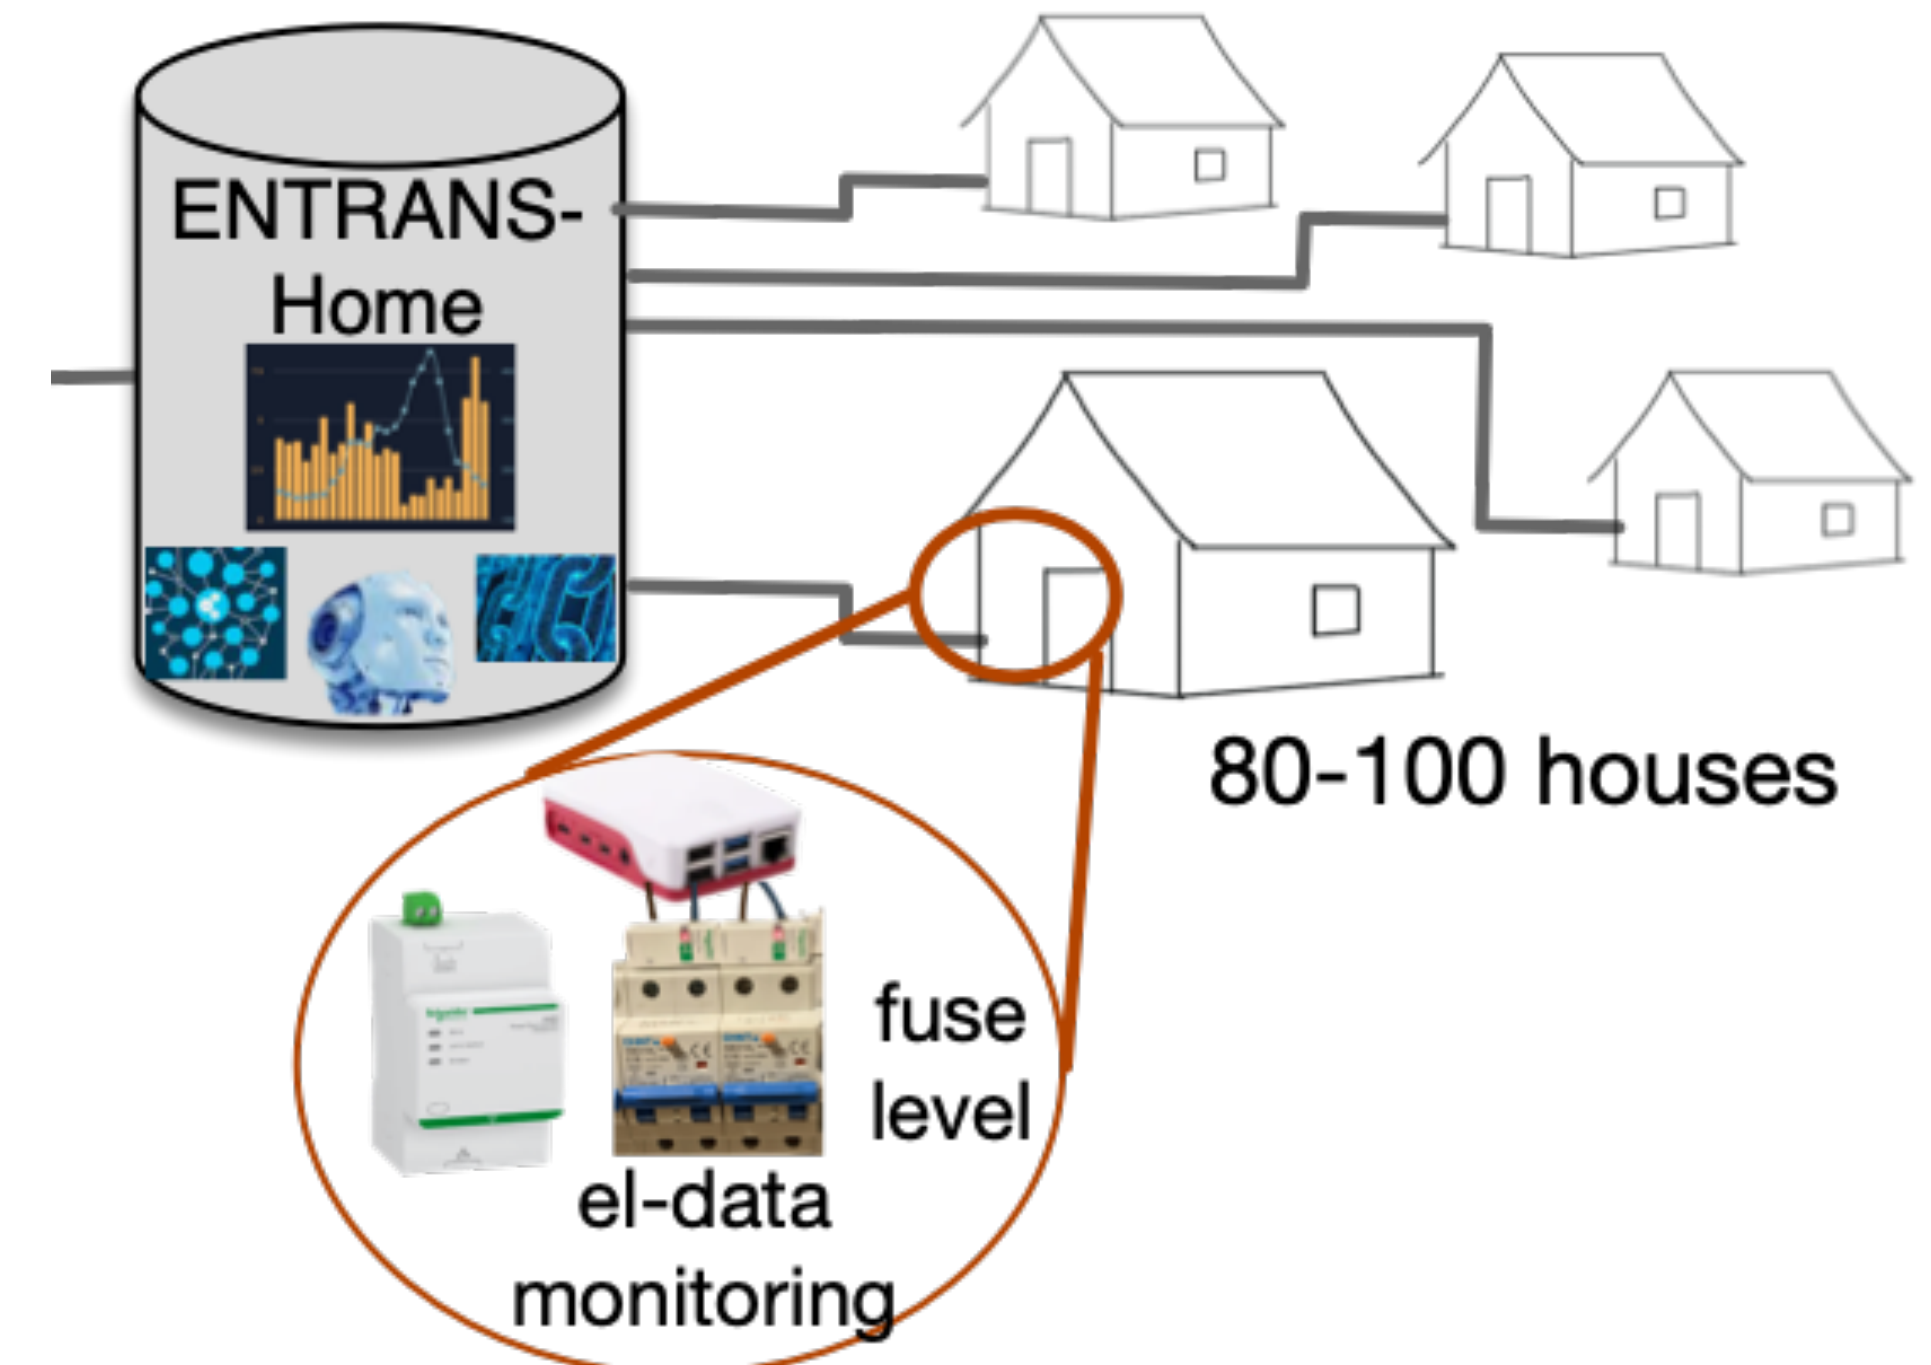 ENTRANS-
Home
80-100 houses
fuse
level
el-data
monitoring